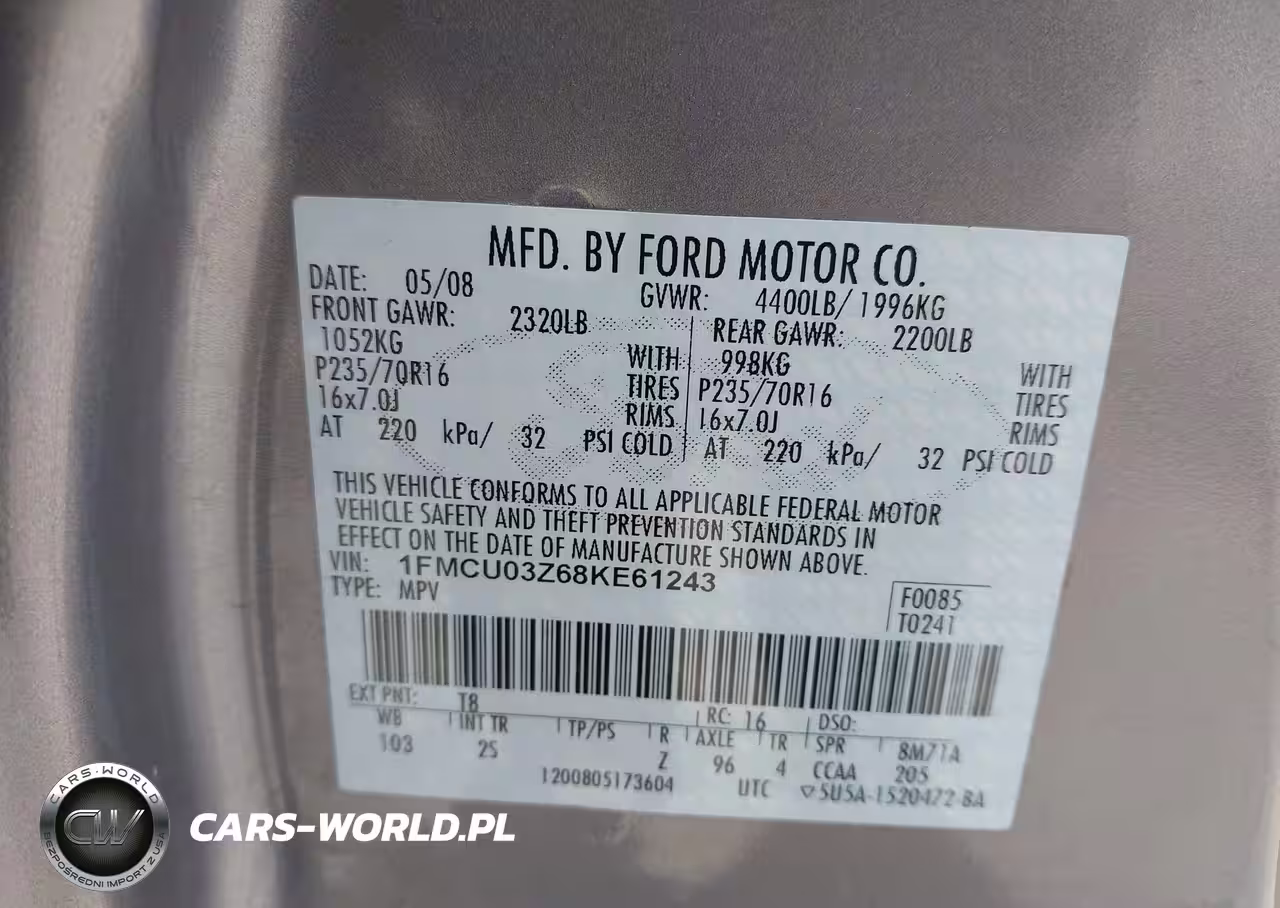 MFD. BY FORD MOTOR CO.
DATE: 05/08 GVWR: 4400LB/ 1996KG
FRONT GAWR: 2320LB REAR GAWR: 2200LB
1052KG WITH 998KG WITH
P235/70R16 TIRES P235/70R16 TIRES
16x7.0J RIMS 16x7.0J RIMS
AT 220 kPa/ 32 PSI COLD AT 220 kPa/ 32 PSI COLD
THIS VEHICLE CONFORMS TO ALL APPLICABLE FEDERAL MOTOR
VEHICLE SAFETY AND THEFT PREVENTION STANDARDS IN
EFFECT ON THE DATE OF MANUFACTURE SHOWN ABOVE.
VIN: 1FMCU03Z68KE61243
TYPE: MPV
F0085
T0241
EXT PNT: T8 RC: 16 DSO:
WB INT TR TP/PS R AXLE TR SPR 8M71A
103 2S Z 96 4 CCAA 205
1200805173604 UTC ▽5U5A-1520472-BA
CARS-WORLD
CW
BEZPOŚREDNI IMPORT Z USA
CARS-WORLD.PL